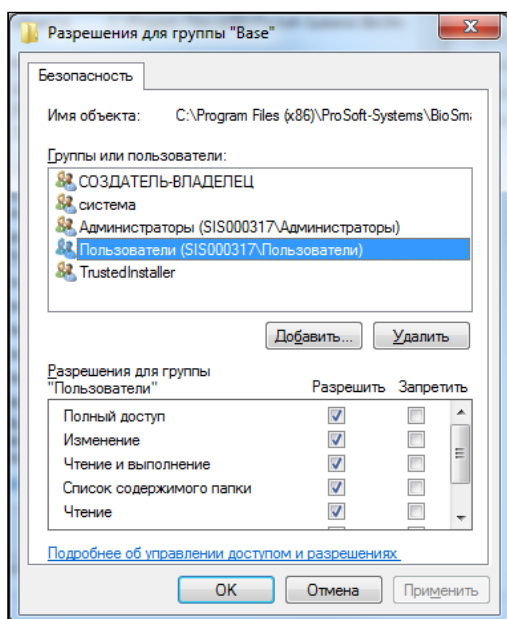 Разрешения для группы "Base"
Безопасность
Имя объекта: C:\Program Files (x86)\ProSoft-Systems\BioSma
Группы или пользователи:
СОЗДАТЕЛЬ-ВЛАДЕЛЕЦ
система
Администраторы (SIS000317\Администраторы)
Пользователи (SIS000317\Пользователи)
TrustedInstaller
Добавить... Удалить
Разрешения для группы
"Пользователи" Разрешить Запретить
Полный доступ
Изменение
Чтение и выполнение
Список содержимого папки
Чтение
Подробнее об управлении доступом и разрешениях
OK Отмена Применить